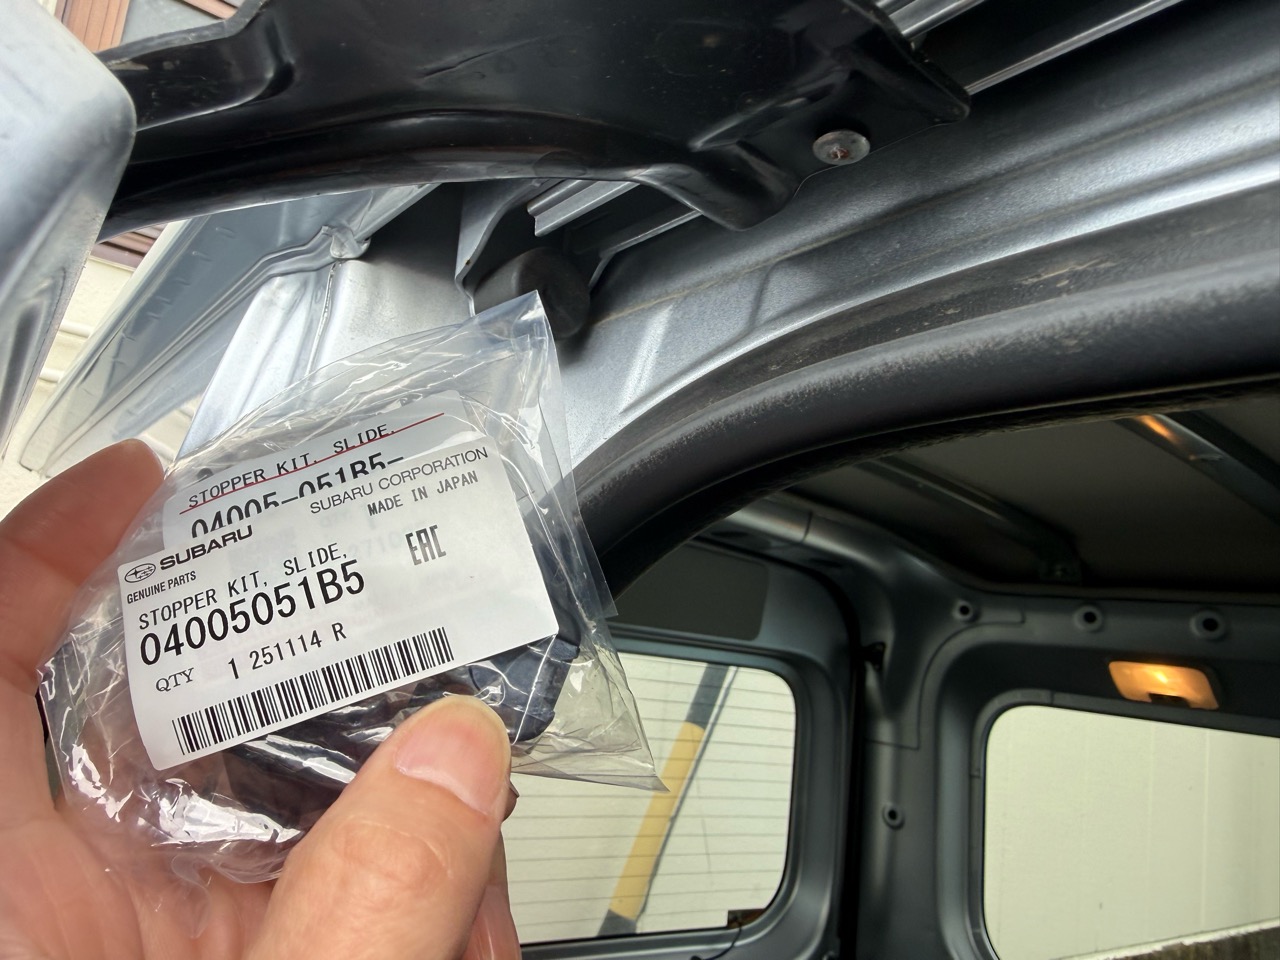 STOPPER KIT, SLIDE,
04005-051B5-
SUBARU CORPORATION
MADE IN JAPAN
SUBARU
GENUINE PARTS
EAC
STOPPER KIT, SLIDE,
04005051B5
QTY 1 251114 R